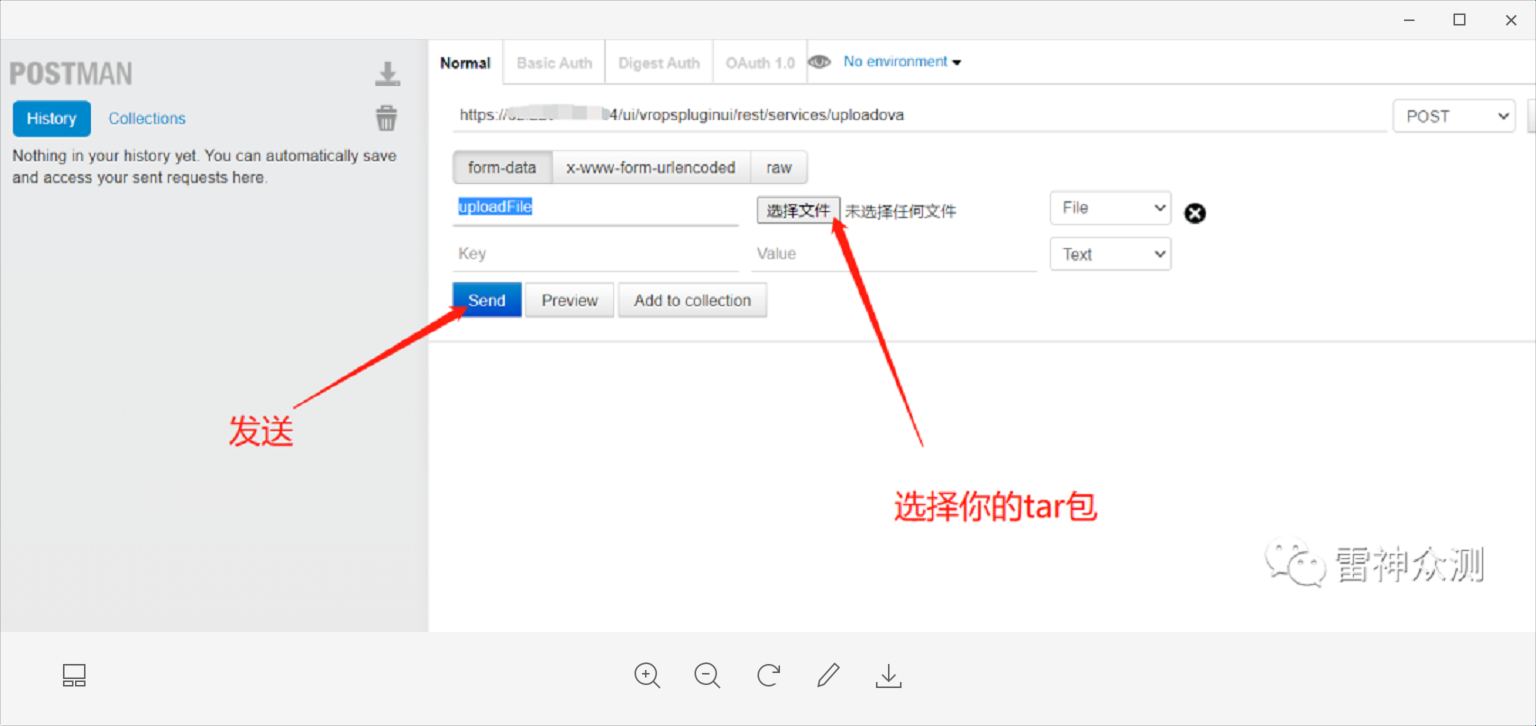 POSTMAN
History
Collections
Nothing in your history yet. You can automatically save
and access your sent requests here.
Normal
Basic Auth
Digest Auth
OAuth 1.0
No environment
https://4/ui/vropspluginui/rest/services/uploadova
POST
form-data
x-www-form-urlencoded
raw
uploadFile
选择文件
未选择任何文件
File
Key
Value
Text
Send
Preview
Add to collection
发送
选择你的tar包
雷神众测